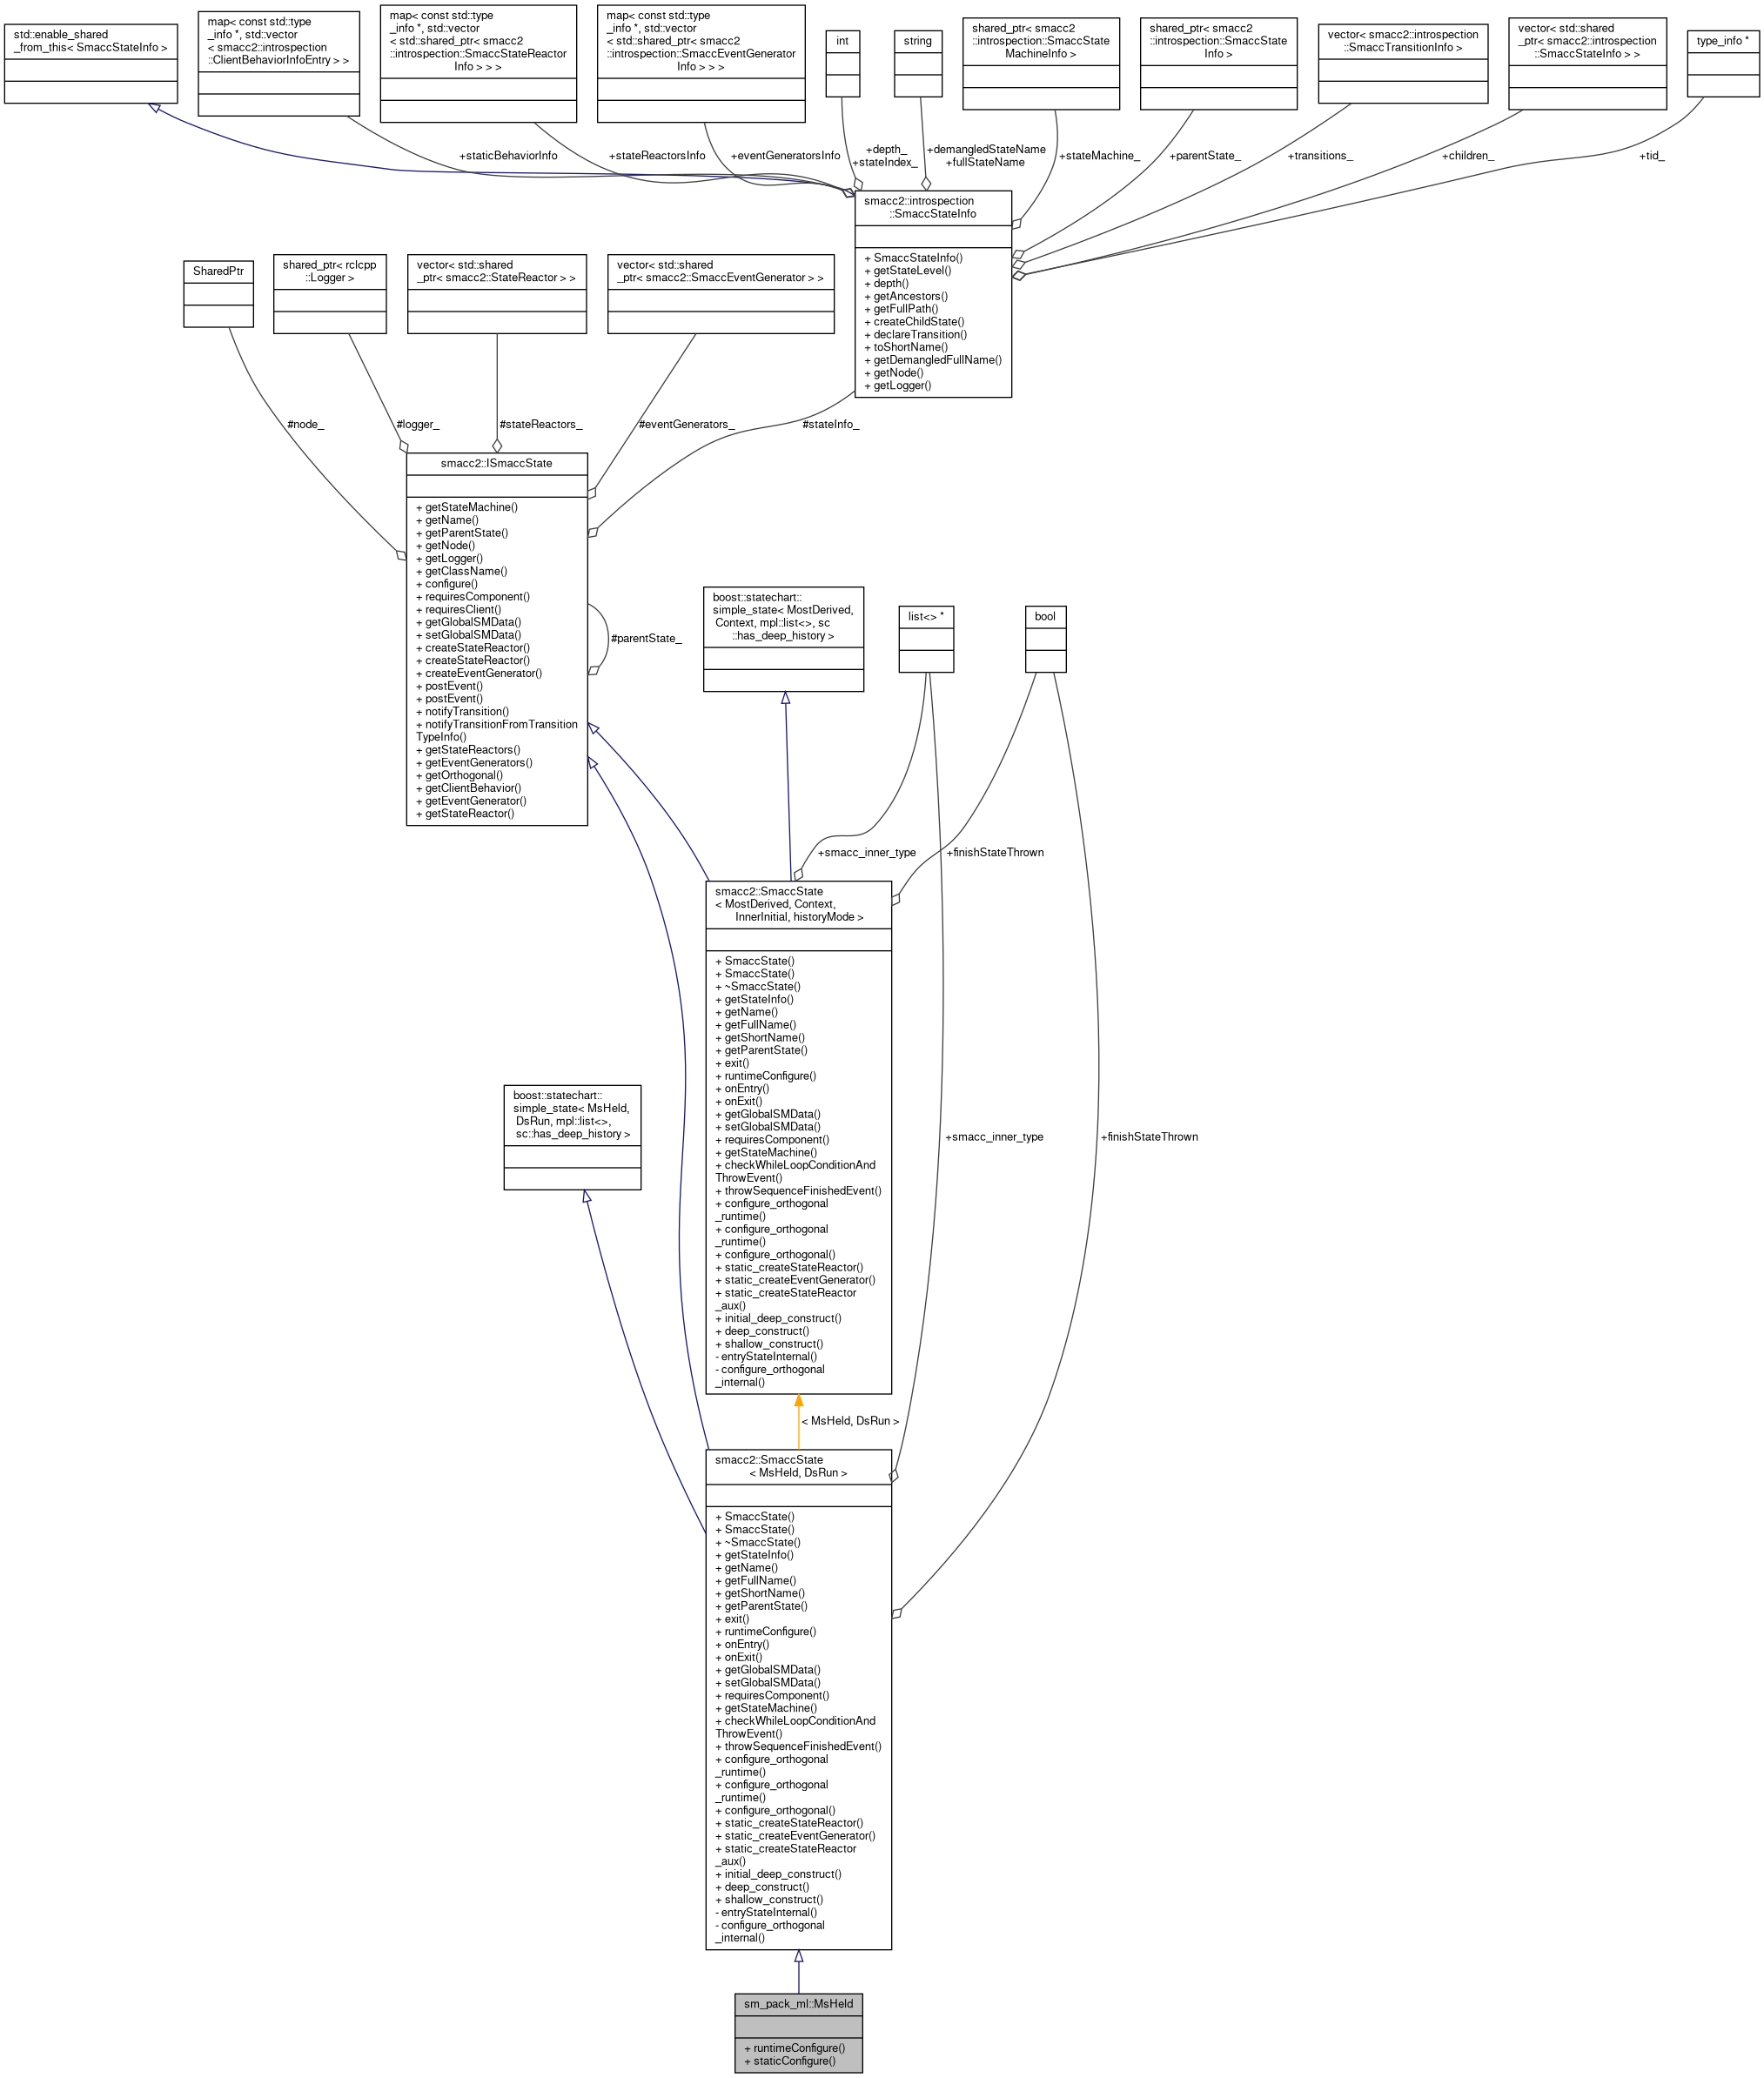 std::enable_shared
_from_this< SmaccStateInfo >
map< const std::type
_info *, std::vector
< smacc2::introspection
::ClientBehaviorInfoEntry > >
map< const std::type
_info *, std::vector
< std::shared_ptr< smacc2
::introspection::SmaccStateReactor
Info > > >
map< const std::type
_info *, std::vector
< std::shared_ptr< smacc2
::introspection::SmaccEventGenerator
Info > > >
int
string
shared_ptr< smacc2
::introspection::SmaccState
MachineInfo >
shared_ptr< smacc2
::introspection::SmaccState
Info >
vector< smacc2::introspection
::SmaccTransitionInfo >
vector< std::shared
_ptr< smacc2::introspection
::SmaccStateInfo > >
type_info *
+staticBehaviorInfo
+stateReactorsInfo
+eventGeneratorsInfo
+depth_
+stateIndex_
+demangledStateName
+fullStateName
+stateMachine_
+parentState_
+transitions_
+children_
+tid_
smacc2::introspection
::SmaccStateInfo
+ SmaccStateInfo()
+ getStateLevel()
+ depth()
+ getAncestors()
+ getFullPath()
+ createChildState()
+ declareTransition()
+ toShortName()
+ getDemangledFullName()
+ getNode()
+ getLogger()
SharedPtr
shared_ptr< rclcpp
::Logger >
vector< std::shared
_ptr< smacc2::StateReactor > >
vector< std::shared
_ptr< smacc2::SmaccEventGenerator > >
#node_
#logger_
#stateReactors_
#eventGenerators_
#stateInfo_
smacc2::ISmaccState
+ getStateMachine()
+ getName()
+ getParentState()
+ getNode()
+ getLogger()
+ getClassName()
+ configure()
+ requiresComponent()
+ requiresClient()
+ getGlobalSMData()
+ setGlobalSMData()
+ createStateReactor()
+ createStateReactor()
+ createEventGenerator()
+ postEvent()
+ postEvent()
+ notifyTransition()
+ notifyTransitionFromTransition
TypeInfo()
+ getStateReactors()
+ getEventGenerators()
+ getOrthogonal()
+ getClientBehavior()
+ getEventGenerator()
+ getStateReactor()
#parentState_
boost::statechart::
simple_state< MostDerived,
Context, mpl::list<>, sc
::has_deep_history >
list<> *
bool
+smacc_inner_type
+finishStateThrown
smacc2::SmaccState
< MostDerived, Context,
InnerInitial, historyMode >
+ SmaccState()
+ SmaccState()
+ ~SmaccState()
+ getStateInfo()
+ getName()
+ getFullName()
+ getShortName()
+ getParentState()
+ exit()
+ runtimeConfigure()
+ onEntry()
+ onExit()
+ getGlobalSMData()
+ setGlobalSMData()
+ requiresComponent()
+ getStateMachine()
+ checkWhileLoopConditionAnd
ThrowEvent()
+ throwSequenceFinishedEvent()
+ configure_orthogonal
_runtime()
+ configure_orthogonal
_runtime()
+ configure_orthogonal()
+ static_createStateReactor()
+ static_createEventGenerator()
+ static_createStateReactor
_aux()
+ initial_deep_construct()
+ deep_construct()
+ shallow_construct()
- entryStateInternal()
- configure_orthogonal
_internal()
boost::statechart::
simple_state< MsHeld,
DsRun, mpl::list<>,
sc::has_deep_history >
+smacc_inner_type
+finishStateThrown
< MsHeld, DsRun >
smacc2::SmaccState
< MsHeld, DsRun >
+ SmaccState()
+ SmaccState()
+ ~SmaccState()
+ getStateInfo()
+ getName()
+ getFullName()
+ getShortName()
+ getParentState()
+ exit()
+ runtimeConfigure()
+ onEntry()
+ onExit()
+ getGlobalSMData()
+ setGlobalSMData()
+ requiresComponent()
+ getStateMachine()
+ checkWhileLoopConditionAnd
ThrowEvent()
+ throwSequenceFinishedEvent()
+ configure_orthogonal
_runtime()
+ configure_orthogonal
_runtime()
+ configure_orthogonal()
+ static_createStateReactor()
+ static_createEventGenerator()
+ static_createStateReactor
_aux()
+ initial_deep_construct()
+ deep_construct()
+ shallow_construct()
- entryStateInternal()
- configure_orthogonal
_internal()
sm_pack_ml::MsHeld
+ runtimeConfigure()
+ staticConfigure()